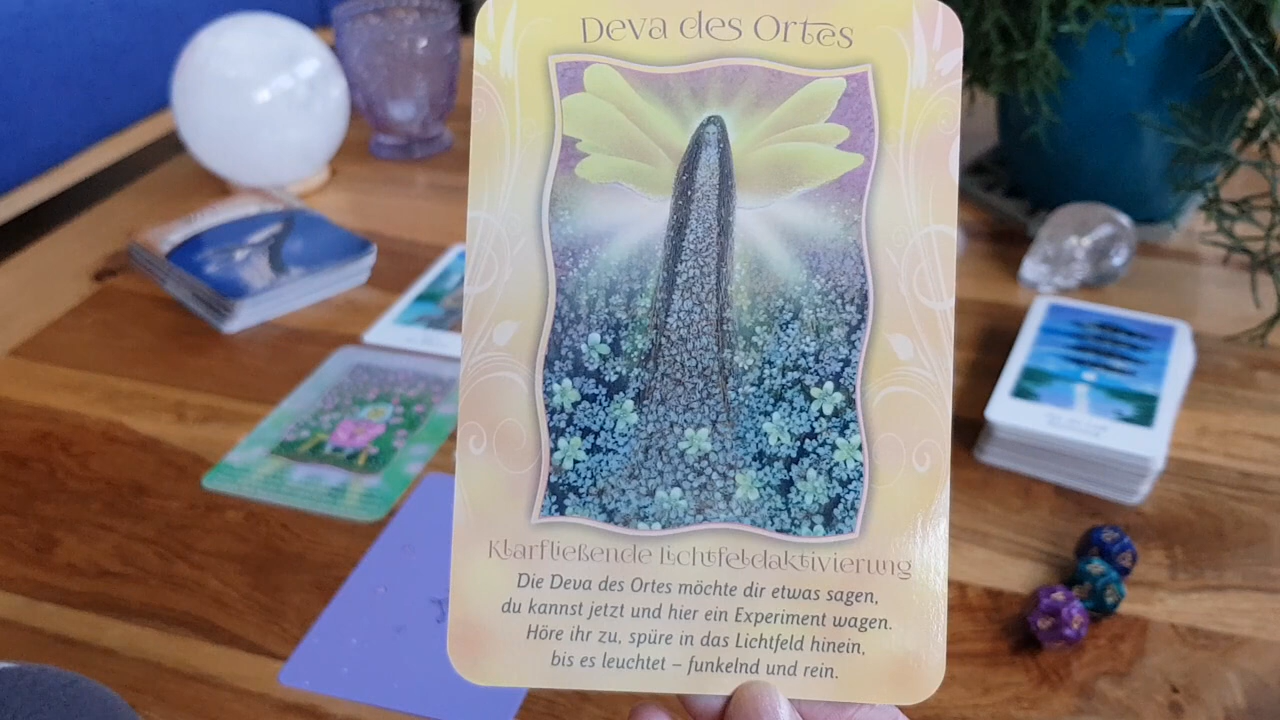 Deva des Ortes
Klarfließende Lichtfeldaktivierung
Die Deva des Ortes möchte dir etwas sagen,
du kannst jetzt und hier ein Experiment wagen.
Höre ihr zu, spüre in das Lichtfeld hinein,
bis es leuchtet – funkelnd und rein.